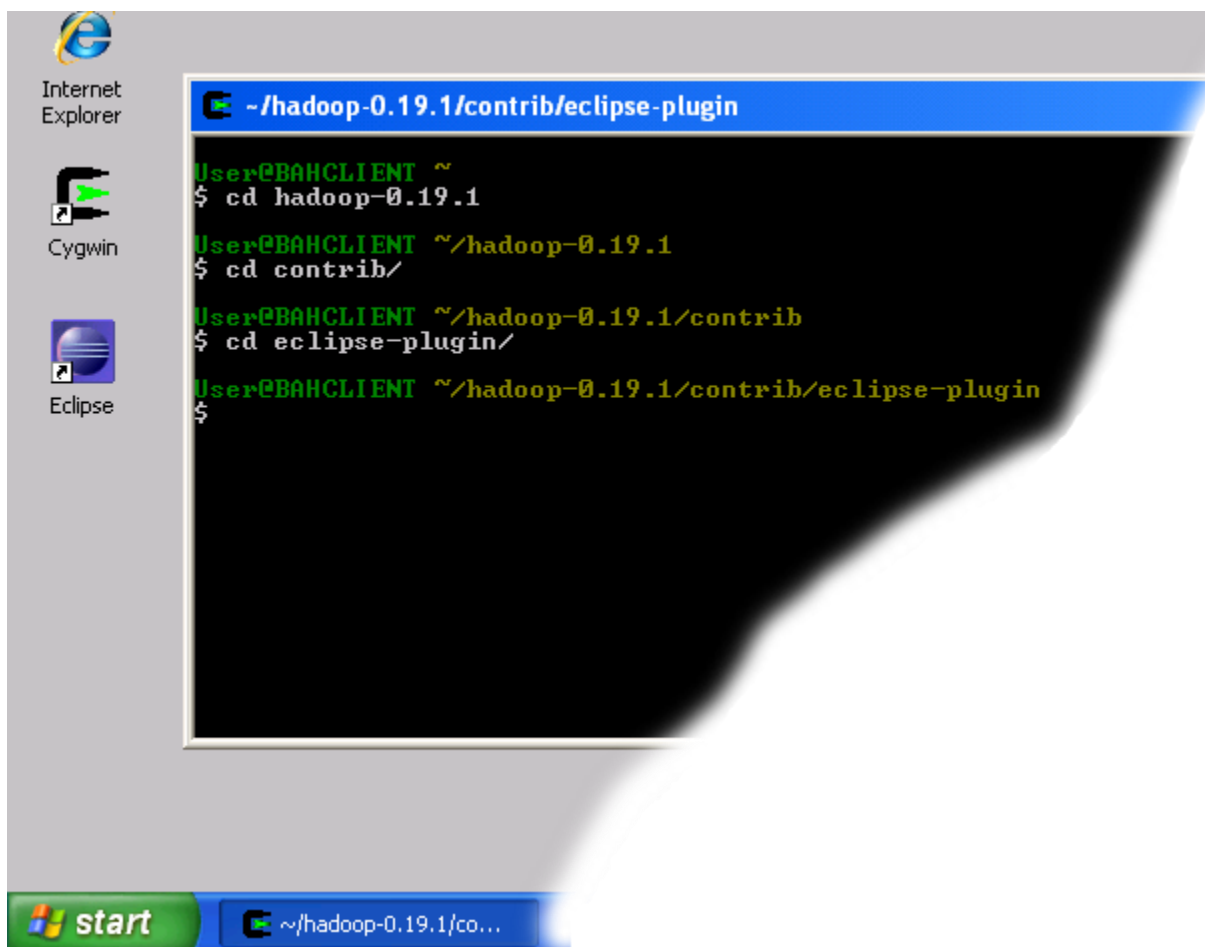 Internet
Explorer
Cygwin
Eclipse
~/hadoop-0.19.1/contrib/eclipse-plugin
User@BAHCLIENT ~
$ cd hadoop-0.19.1
User@BAHCLIENT ~/hadoop-0.19.1
$ cd contrib/
User@BAHCLIENT ~/hadoop-0.19.1/contrib
$ cd eclipse-plugin/
User@BAHCLIENT ~/hadoop-0.19.1/contrib/eclipse-plugin
$
start
~/hadoop-0.19.1/co...